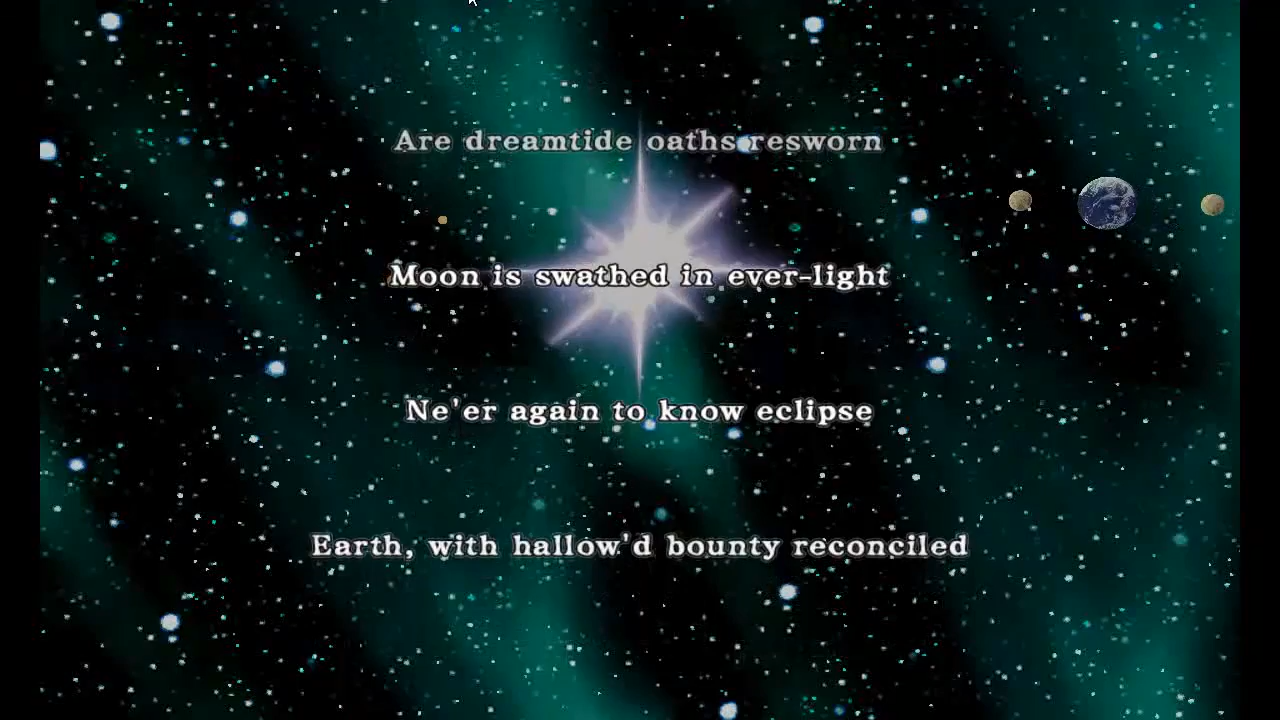 Are dreamtide oaths resworn
Moon is swathed in ever-light
Ne'er again to know eclipse
Earth, with hallow'd bounty reconciled